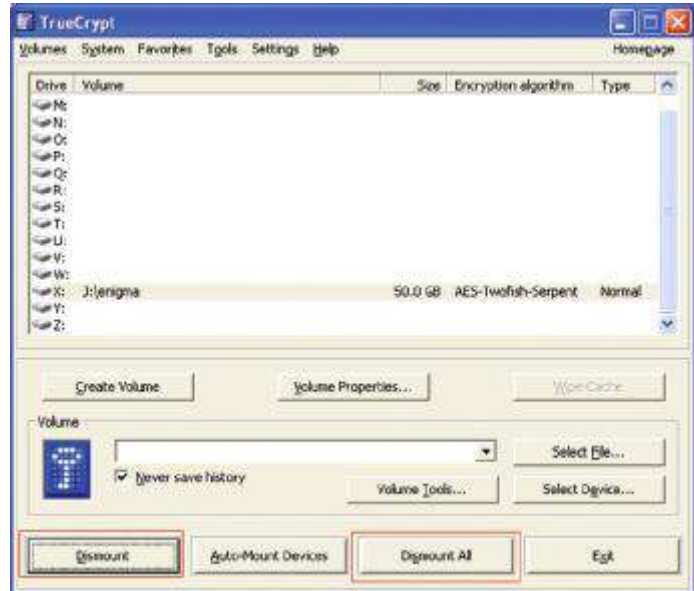 TrueCrypt
Volumes System Favorites Tools Settings Help Homepage
Drive Volume Size Encryption algorithm Type
M:
N:
O:
P:
Q:
R:
S:
T:
U:
V:
W:
X: J:\enigma 50.0 GB AES-Twofish-Serpent Normal
Y:
Z:
Create Volume Volume Properties... Wipe Cache
Volume
Select File...
Never save history
Volume Tools... Select Device...
Dismount Auto-Mount Devices Dismount All Exit